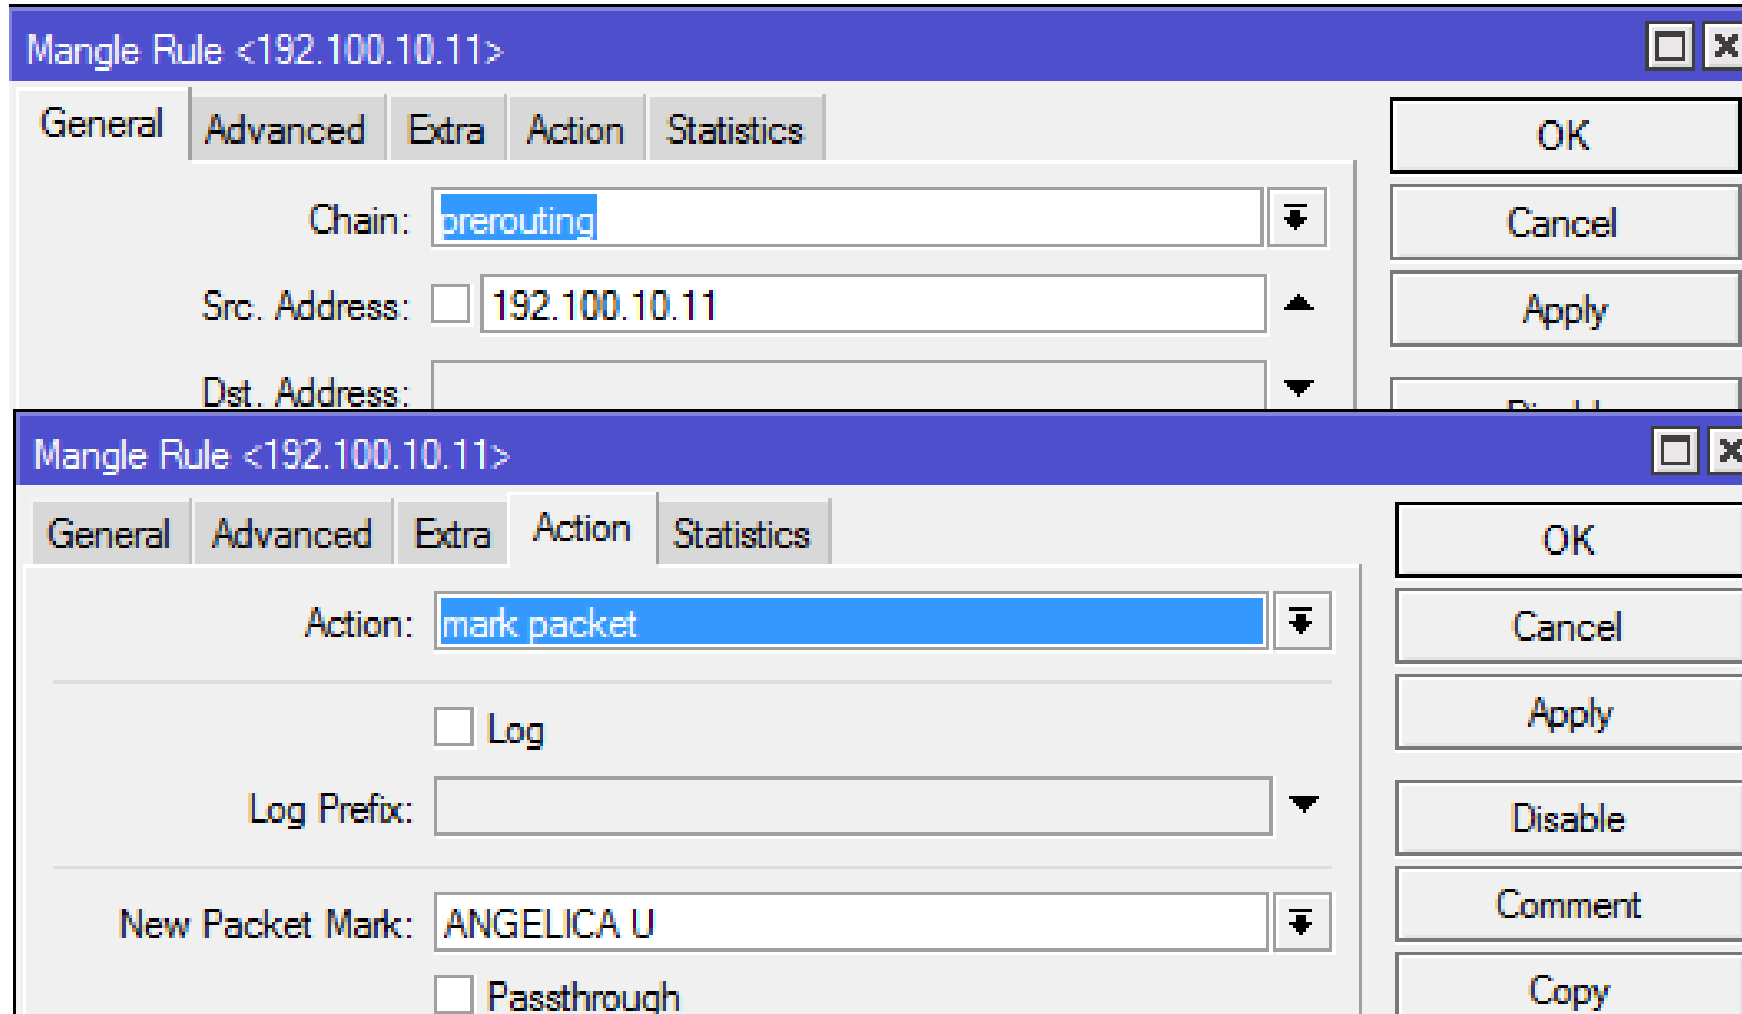 Mangle Rule <192.100.10.11>
General Advanced Extra Action Statistics
OK
Chain: prerouting
Cancel
Src. Address: 192.100.10.11
Apply
Dst. Address:
Mangle Rule <192.100.10.11>
General Advanced Extra Action Statistics
OK
Action: mark packet
Cancel
Log
Apply
Log Prefix:
Disable
New Packet Mark: ANGELICA U
Comment
Passthrough
Copy